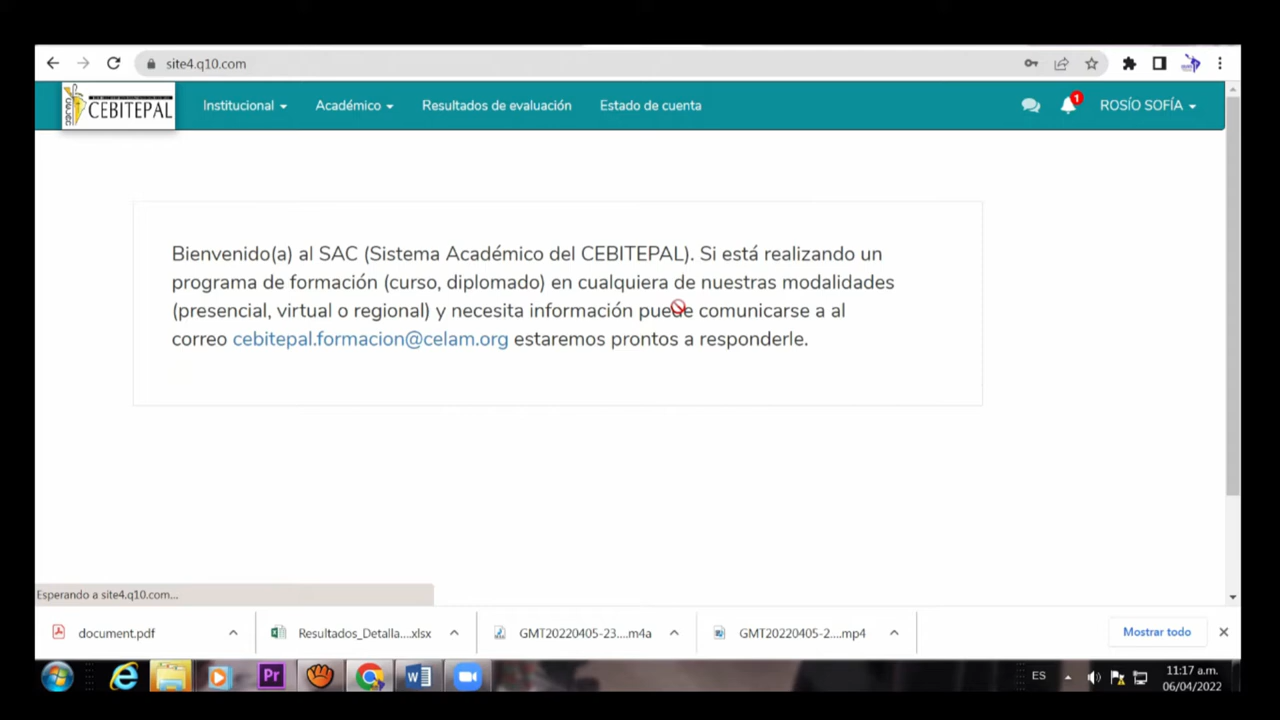 site4.q10.com
CEBITEPAL
Institucional
Académico
Resultados de evaluación
Estado de cuenta
1
ROSÍO SOFÍA
Bienvenido(a) al SAC (Sistema Académico del CEBITEPAL). Si está realizando un
programa de formación (curso, diplomado) en cualquiera de nuestras modalidades
(presencial, virtual o regional) y necesita información puede comunicarse a al
correo cebitepal.formacion@celam.org estaremos prontos a responderle.
Esperando a site4.q10.com...
document.pdf
Resultados_Detalla....xlsx
GMT20220405-23....m4a
GMT20220405-2....mp4
Mostrar todo
Pr
ES
11:17 a.m.
06/04/2022